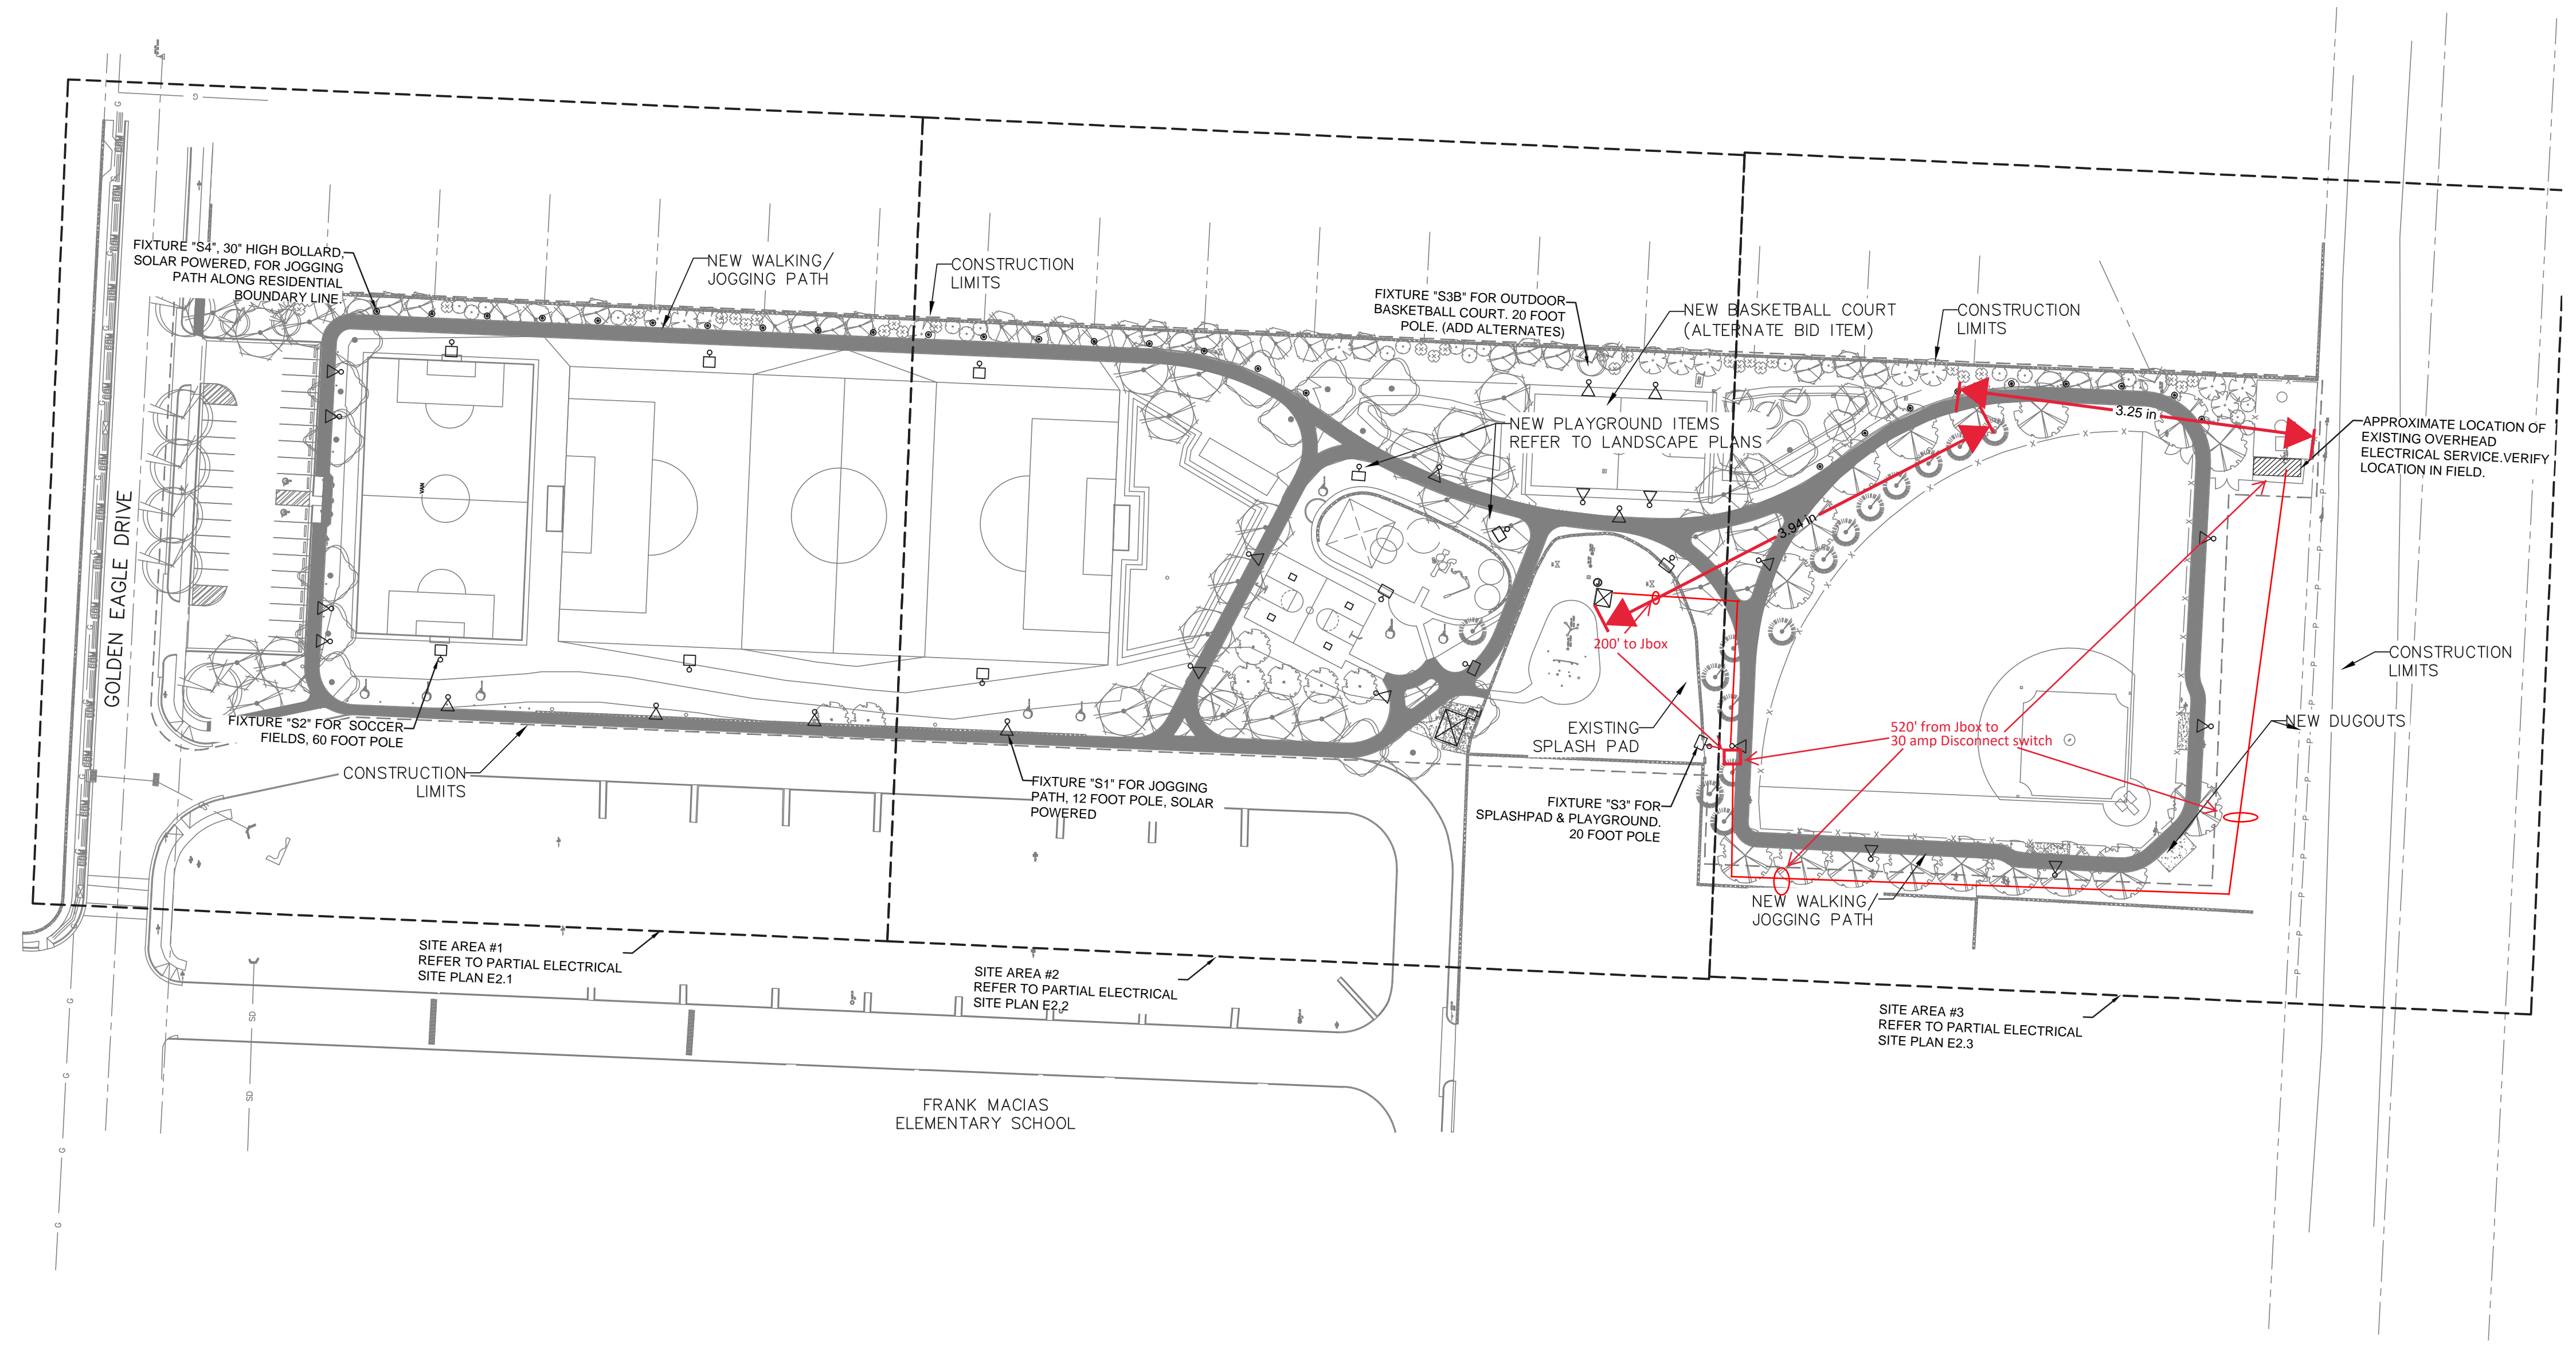 FIXTURE "S4", 30" HIGH BOLLARD,
SOLAR POWERED, FOR JOGGING
PATH ALONG RESIDENTIAL
BOUNDARY LINE.
NEW WALKING/
JOGGING PATH
CONSTRUCTION
LIMITS
FIXTURE "S3B" FOR OUTDOOR
BASKETBALL COURT. 20 FOOT
POLE. (ADD ALTERNATES)
NEW BASKETBALL COURT
(ALTERNATE BID ITEM)
CONSTRUCTION
LIMITS
3.25 in
NEW PLAYGROUND ITEMS
REFER TO LANDSCAPE PLANS
APPROXIMATE LOCATION OF
EXISTING OVERHEAD
ELECTRICAL SERVICE.VERIFY
LOCATION IN FIELD.
3.94 in
VAN
GOLDEN EAGLE DRIVE
200' to Jbox
CONSTRUCTION
LIMITS
FIXTURE "S2" FOR SOCCER
FIELDS, 60 FOOT POLE
EXISTING
SPLASH PAD
520' from Jbox to
30 amp Disconnect switch
NEW DUGOUTS
CONSTRUCTION
LIMITS
FIXTURE "S1" FOR JOGGING
PATH, 12 FOOT POLE, SOLAR
POWERED
FIXTURE "S3" FOR
SPLASHPAD & PLAYGROUND.
20 FOOT POLE
NEW WALKING/
JOGGING PATH
SITE AREA #1
REFER TO PARTIAL ELECTRICAL
SITE PLAN E2.1
SITE AREA #2
REFER TO PARTIAL ELECTRICAL
SITE PLAN E2.2
SITE AREA #3
REFER TO PARTIAL ELECTRICAL
SITE PLAN E2.3
SD
SD
G
G
G
G
FRANK MACIAS
ELEMENTARY SCHOOL